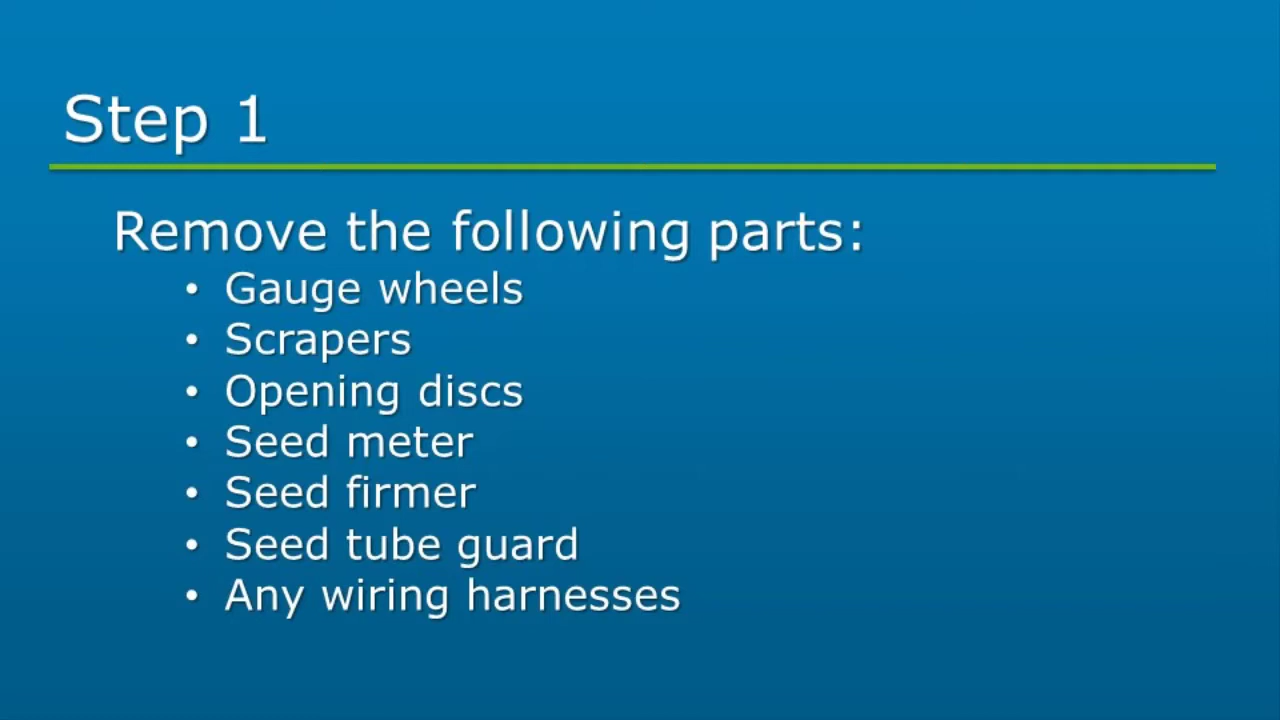 Step 1
Remove the following parts:
• Gauge wheels
• Scrapers
• Opening discs
• Seed meter
• Seed firmer
• Seed tube guard
• Any wiring harnesses